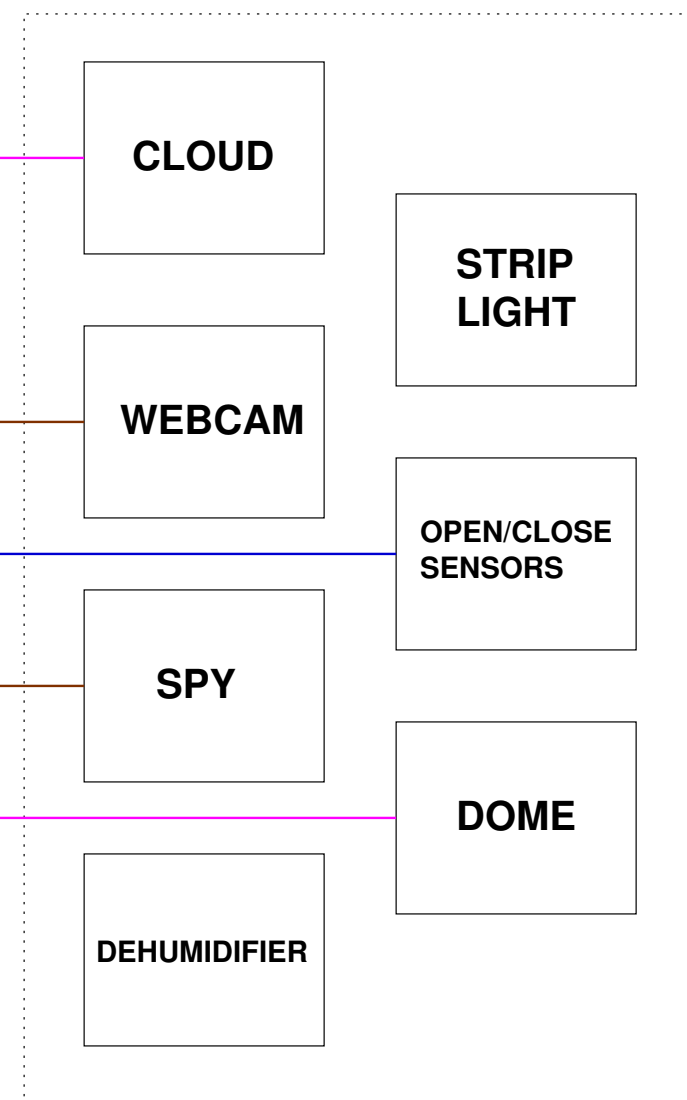 CLOUD
STRIP
LIGHT
WEBCAM
OPEN/CLOSE
SENSORS
SPY
DOME
DEHUMIDIFIER